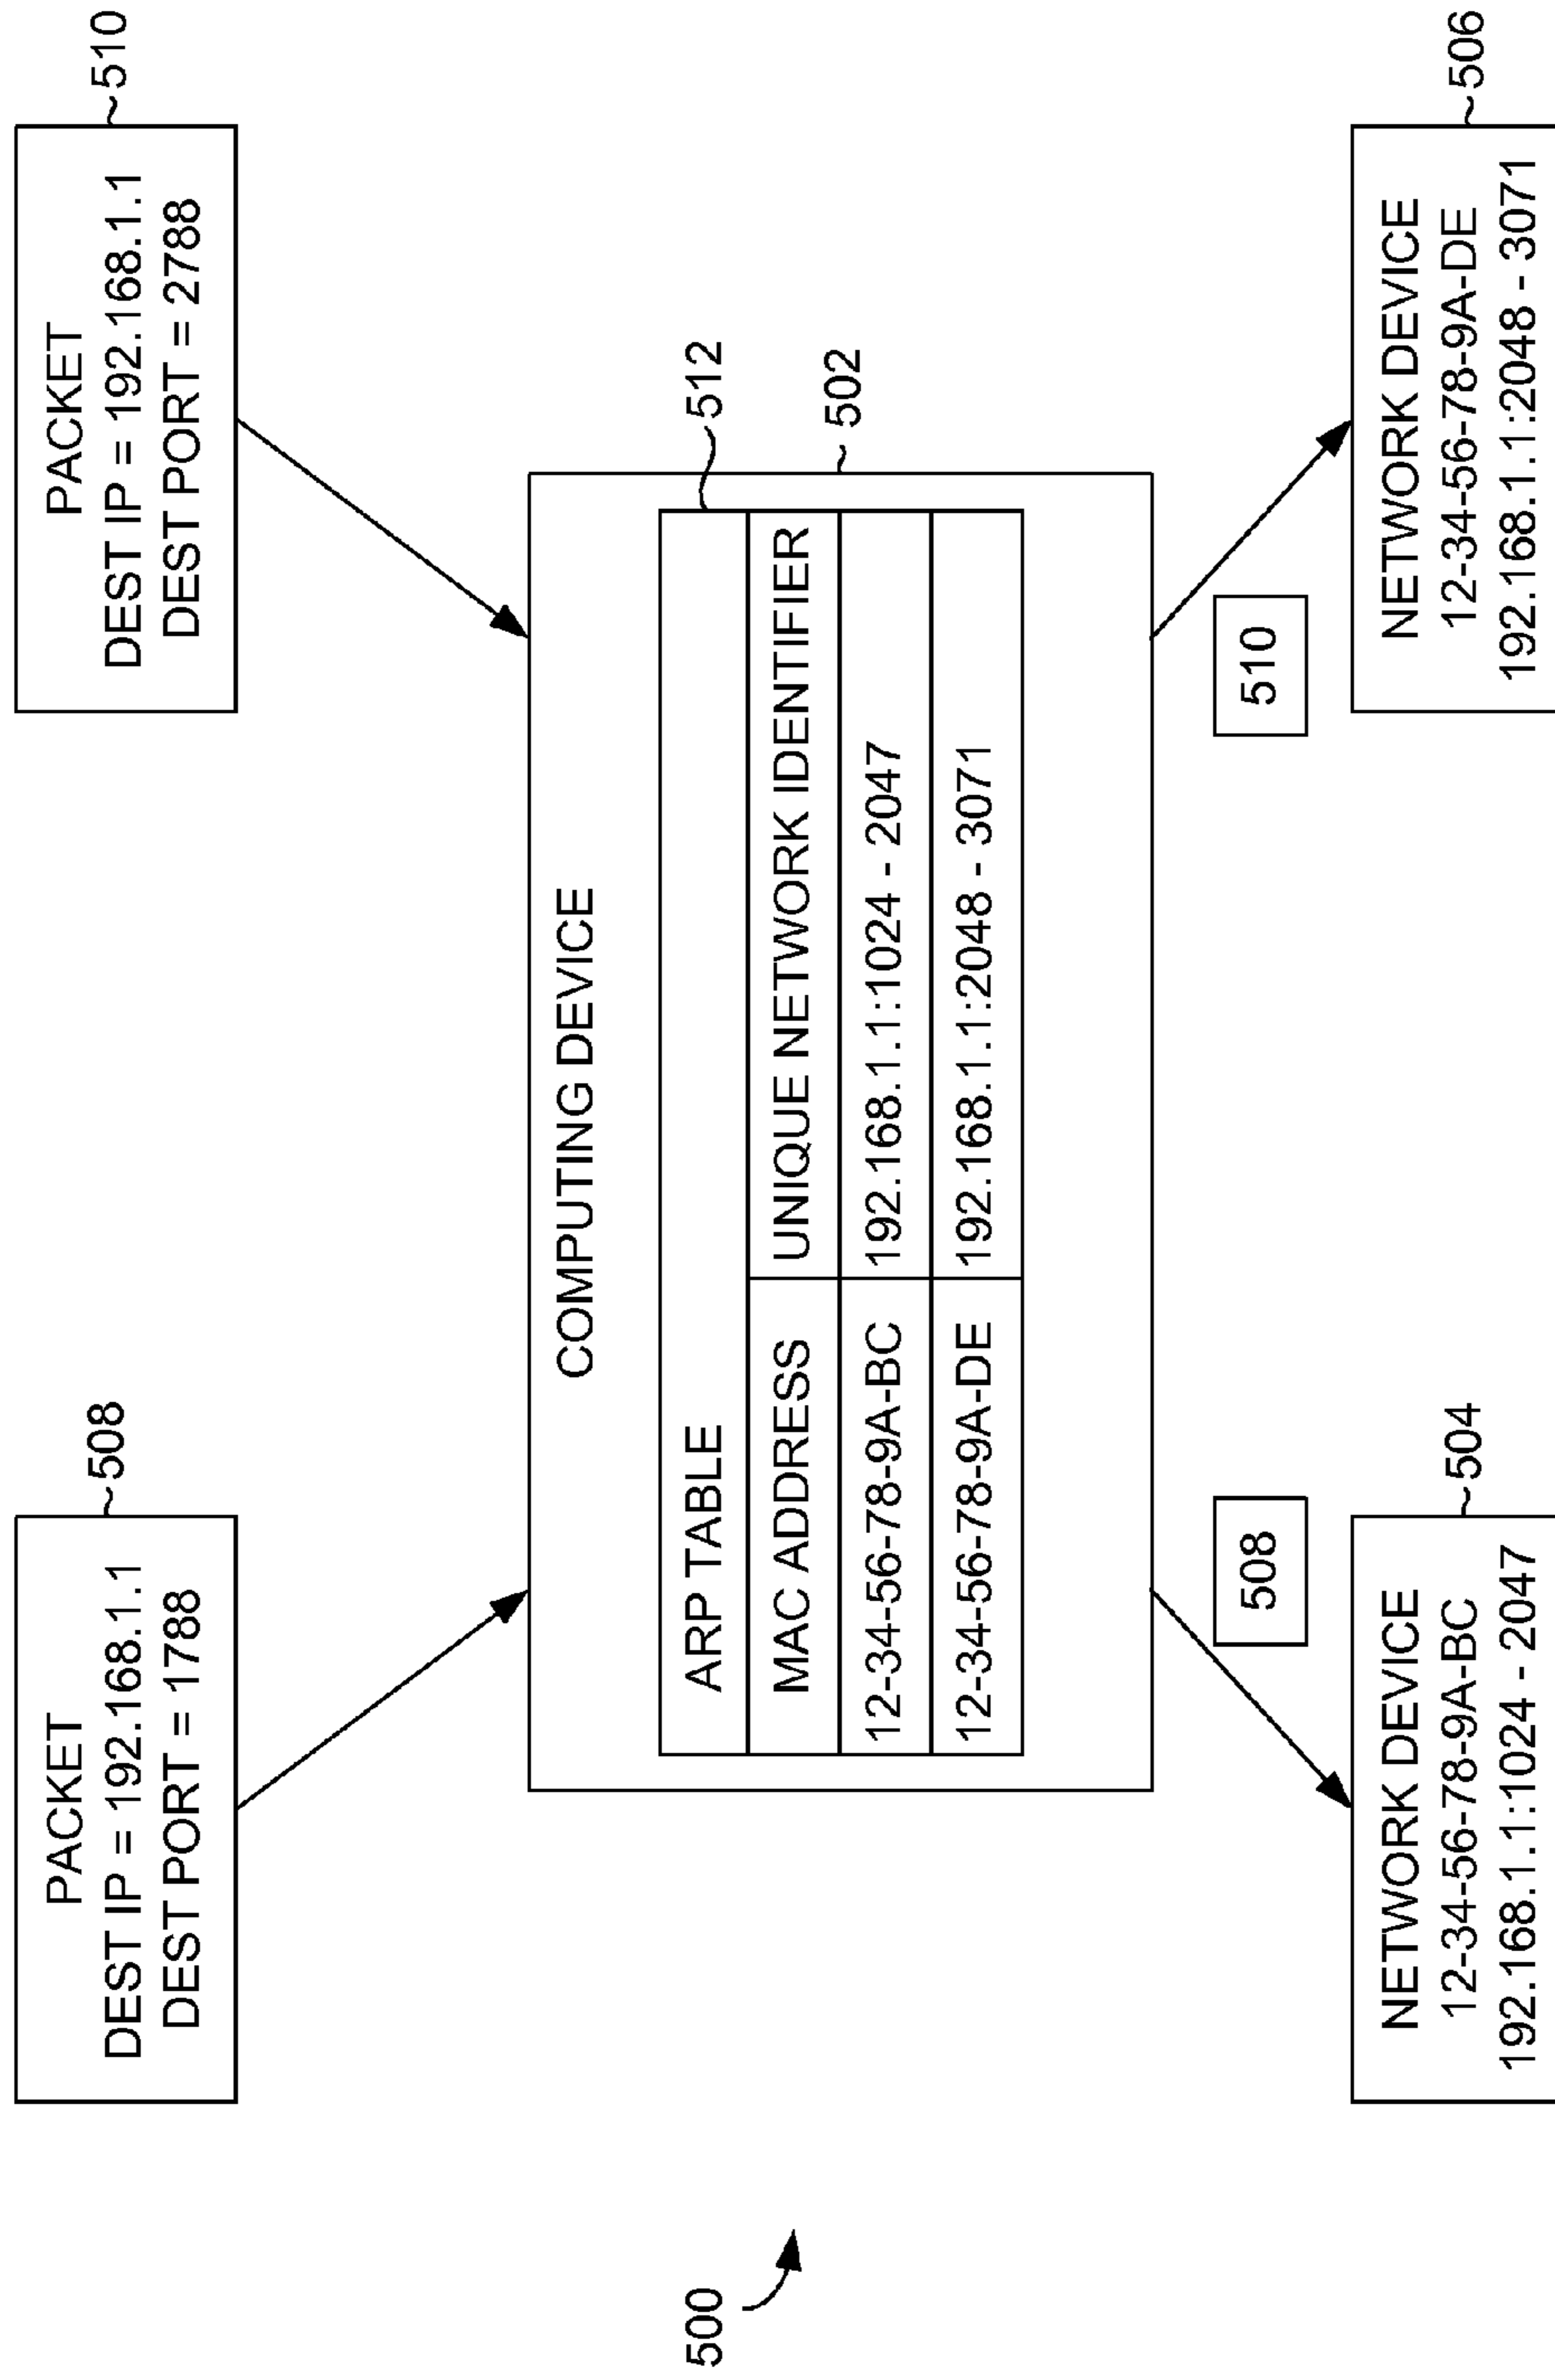 PACKET
DEST IP = 192.168.1.1
DEST PORT = 1788
508
PACKET
DEST IP = 192.168.1.1
DEST PORT = 2788
510
COMPUTING DEVICE
502
512
ARP TABLE
MAC ADDRESS UNIQUE NETWORK IDENTIFIER
12-34-56-78-9A-BC 192.168.1.1:1024 - 2047
12-34-56-78-9A-DE 192.168.1.1:2048 - 3071
500
508
510
NETWORK DEVICE
12-34-56-78-9A-BC
192.168.1.1:1024 - 2047
504
NETWORK DEVICE
12-34-56-78-9A-DE
192.168.1.1:2048 - 3071
506